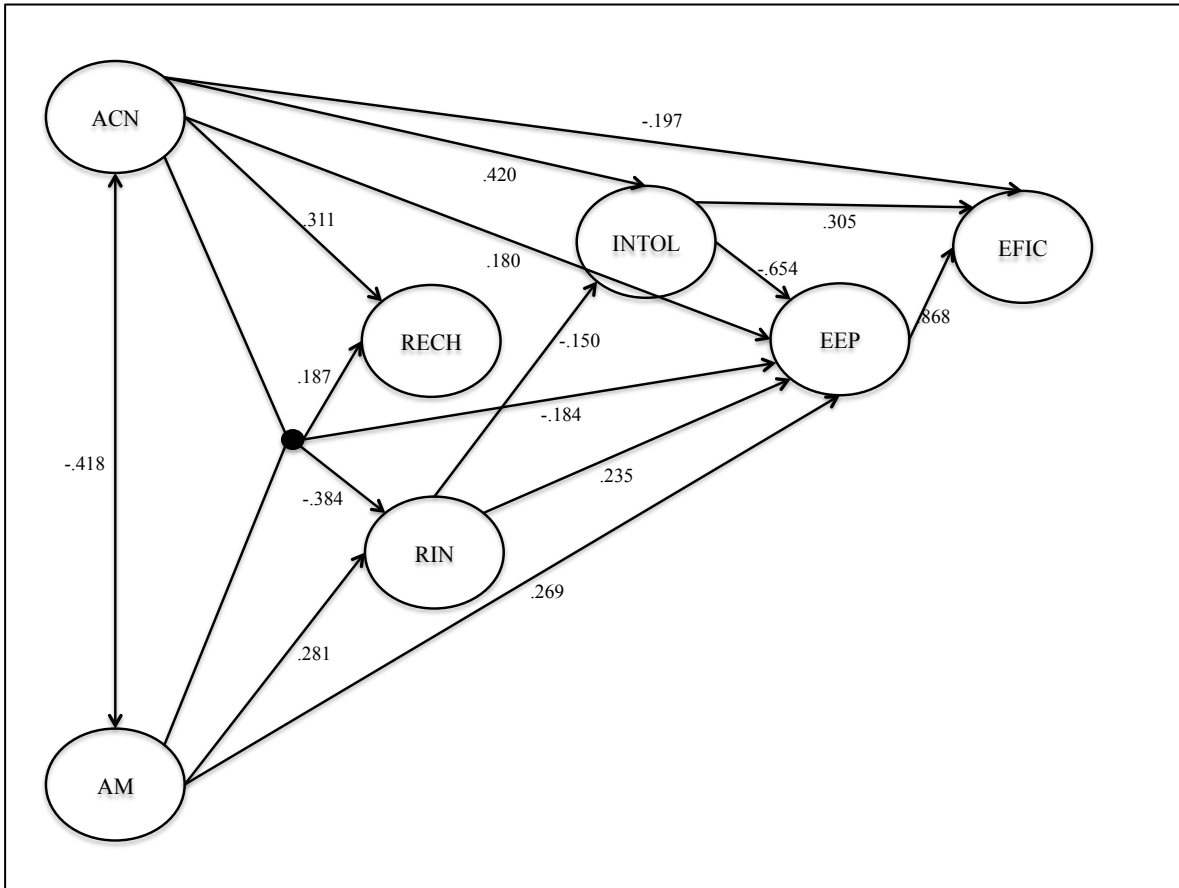 ACN
-.197
.420
.311
INTOL
.305
EFIC
.180
-.654
RECH
-.150
EEP
.868
.187
-.184
-.418
-.384
.235
RIN
.269
.281
AM